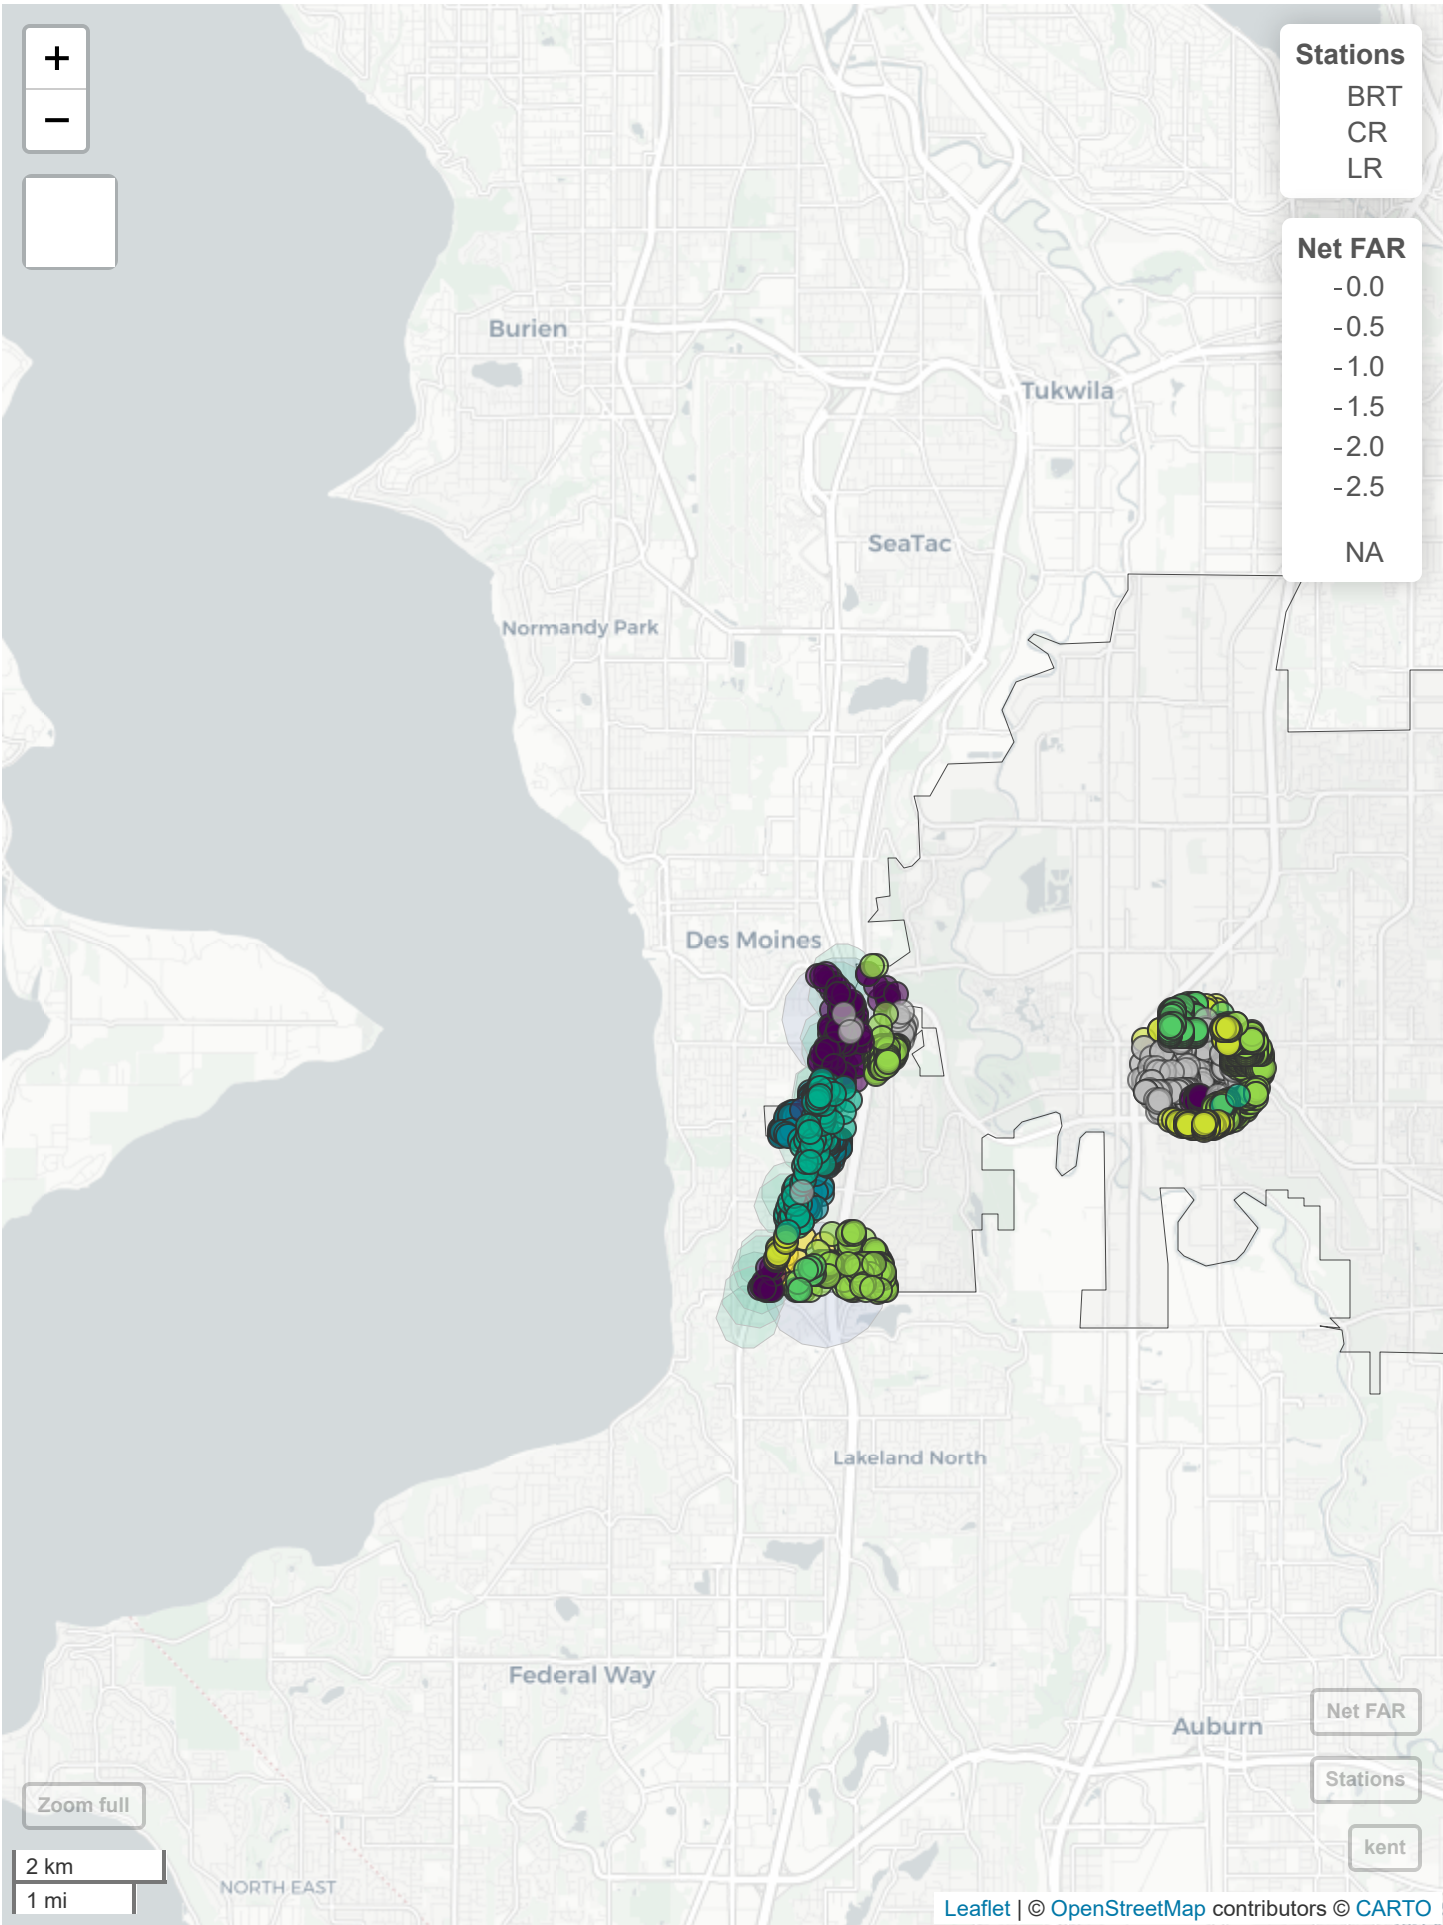 +
−
Stations
BRT
CR
LR
Net FAR
-0.0
-0.5
-1.0
-1.5
-2.0
-2.5
NA
Burien
Tukwila
SeaTac
Normandy Park
Des Moines
Lakeland North
Federal Way
Auburn
Net FAR
Stations
kent
Zoom full
2 km
1 mi
NORTH EAST
Leaflet | © OpenStreetMap contributors © CARTO